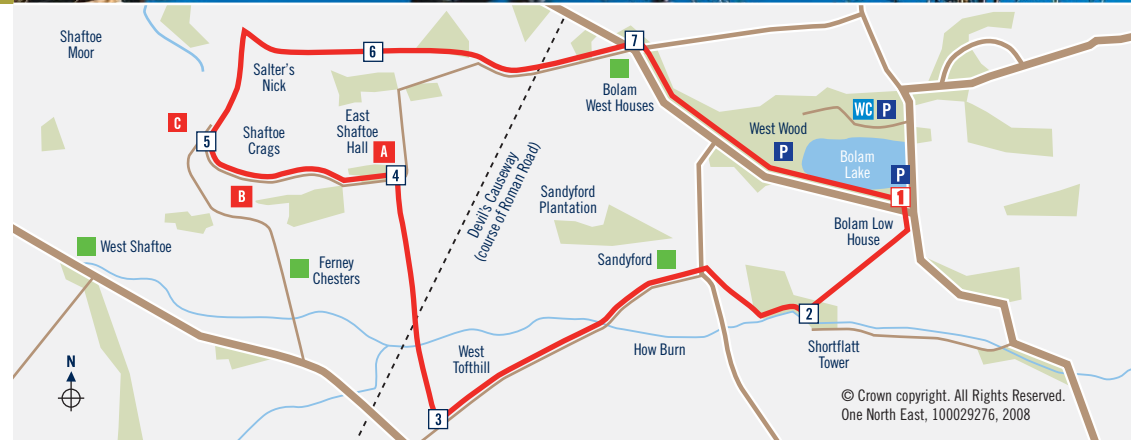 Shaftoe
Moor
6
7
Salter's
Nick
Bolam
West Houses
WC P
C
East
Shaftoe
Hall
Shaftoe
Crags
5
A
West Wood
P
Bolam
Lake
P
4
B
1
Devil's Causeway
(course of Roman Road)
Sandyford
Plantation
Bolam Low
House
West Shaftoe
Ferney
Chesters
Sandyford
2
How Burn
West
Tofthill
Shortflatt
Tower
N
3
© Crown copyright. All Rights Reserved.
One North East, 100029276, 2008